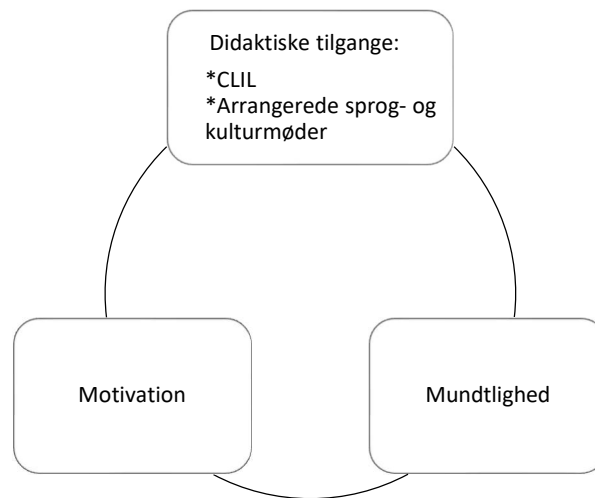 Didaktiske tilgange:
*CLIL
*Arrangerede sprog- og
kulturmøder
Motivation
Mundtlighed